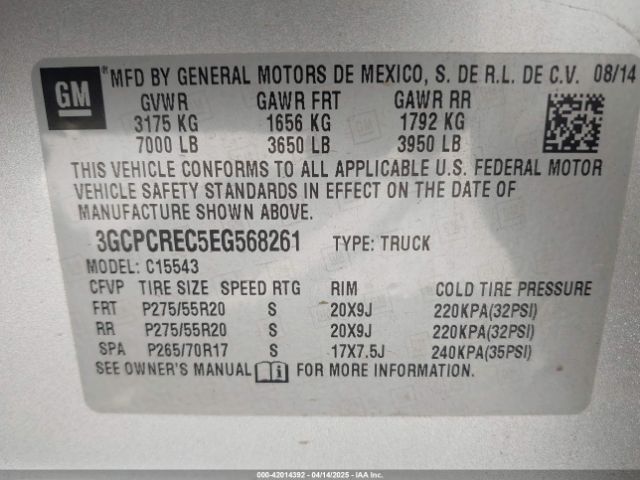 GM ® MFD BY GENERAL MOTORS DE MEXICO, S. DE R.L. DE C.V. 08/14
GVWR GAWR FRT GAWR RR
3175 KG 1656 KG 1792 KG
7000 LB 3650 LB 3950 LB
THIS VEHICLE CONFORMS TO ALL APPLICABLE U.S. FEDERAL MOTOR
VEHICLE SAFETY STANDARDS IN EFFECT ON THE DATE OF
MANUFACTURE SHOWN ABOVE.
3GCPCREC5EG568261 TYPE: TRUCK
MODEL: C15543
CFVP TIRE SIZE SPEED RTG RIM COLD TIRE PRESSURE
FRT P275/55R20 S 20X9J 220KPA(32PSI)
RR P275/55R20 S 20X9J 220KPA(32PSI)
SPA P265/70R17 S 17X7.5J 240KPA(35PSI)
SEE OWNER'S MANUAL FOR MORE INFORMATION.
000-42014392 - 04/14/2025 - IAAI.COM